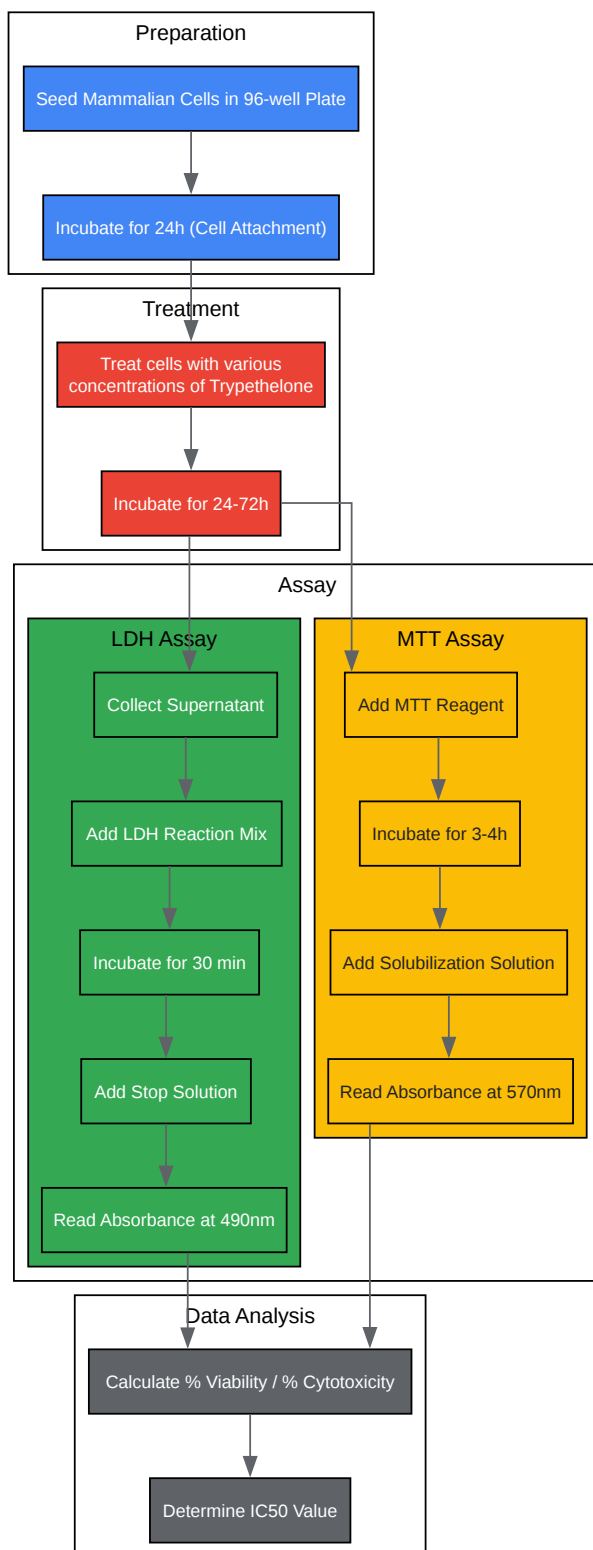 Preparation
Seed Mammalian Cells in 96-well Plate
Incubate for 24h (Cell Attachment)
Treatment
Treat cells with various
concentrations of Trypethelone
Incubate for 24-72h
Assay
LDH Assay
Collect Supernatant
Add LDH Reaction Mix
Incubate for 30 min
Add Stop Solution
Read Absorbance at 490nm
MTT Assay
Add MTT Reagent
Incubate for 3-4h
Add Solubilization Solution
Read Absorbance at 570nm
Data Analysis
Calculate % Viability / % Cytotoxicity
Determine IC50 Value